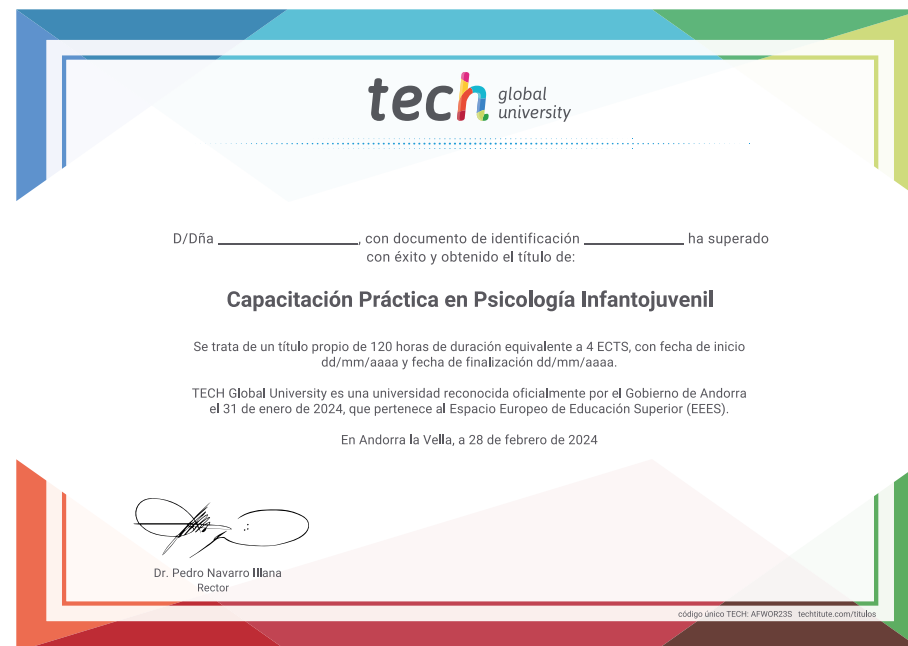 tech global university
D/Dña ________________, con documento de identificación ____________ ha superado
con éxito y obtenido el título de:
Capacitación Práctica en Psicología Infantojuvenil
Se trata de un título propio de 120 horas de duración equivalente a 4 ECTS, con fecha de inicio
dd/mm/aaaa y fecha de finalización dd/mm/aaaa.
TECH Global University es una universidad reconocida oficialmente por el Gobierno de Andorra
el 31 de enero de 2024, que pertenece al Espacio Europeo de Educación Superior (EEES).
En Andorra la Vella, a 28 de febrero de 2024
Dr. Pedro Navarro Illana
Rector
código único TECH: AFWOR23S techtitute.com/titulos